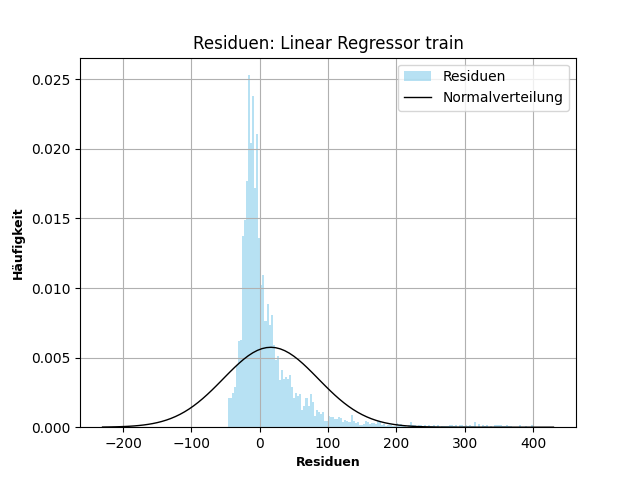 Residuen: Linear Regressor train
Residuen
Normalverteilung
Häufigkeit
0.025
0.020
0.015
0.010
0.005
0.000
−200 −100 0 100 200 300 400
Residuen